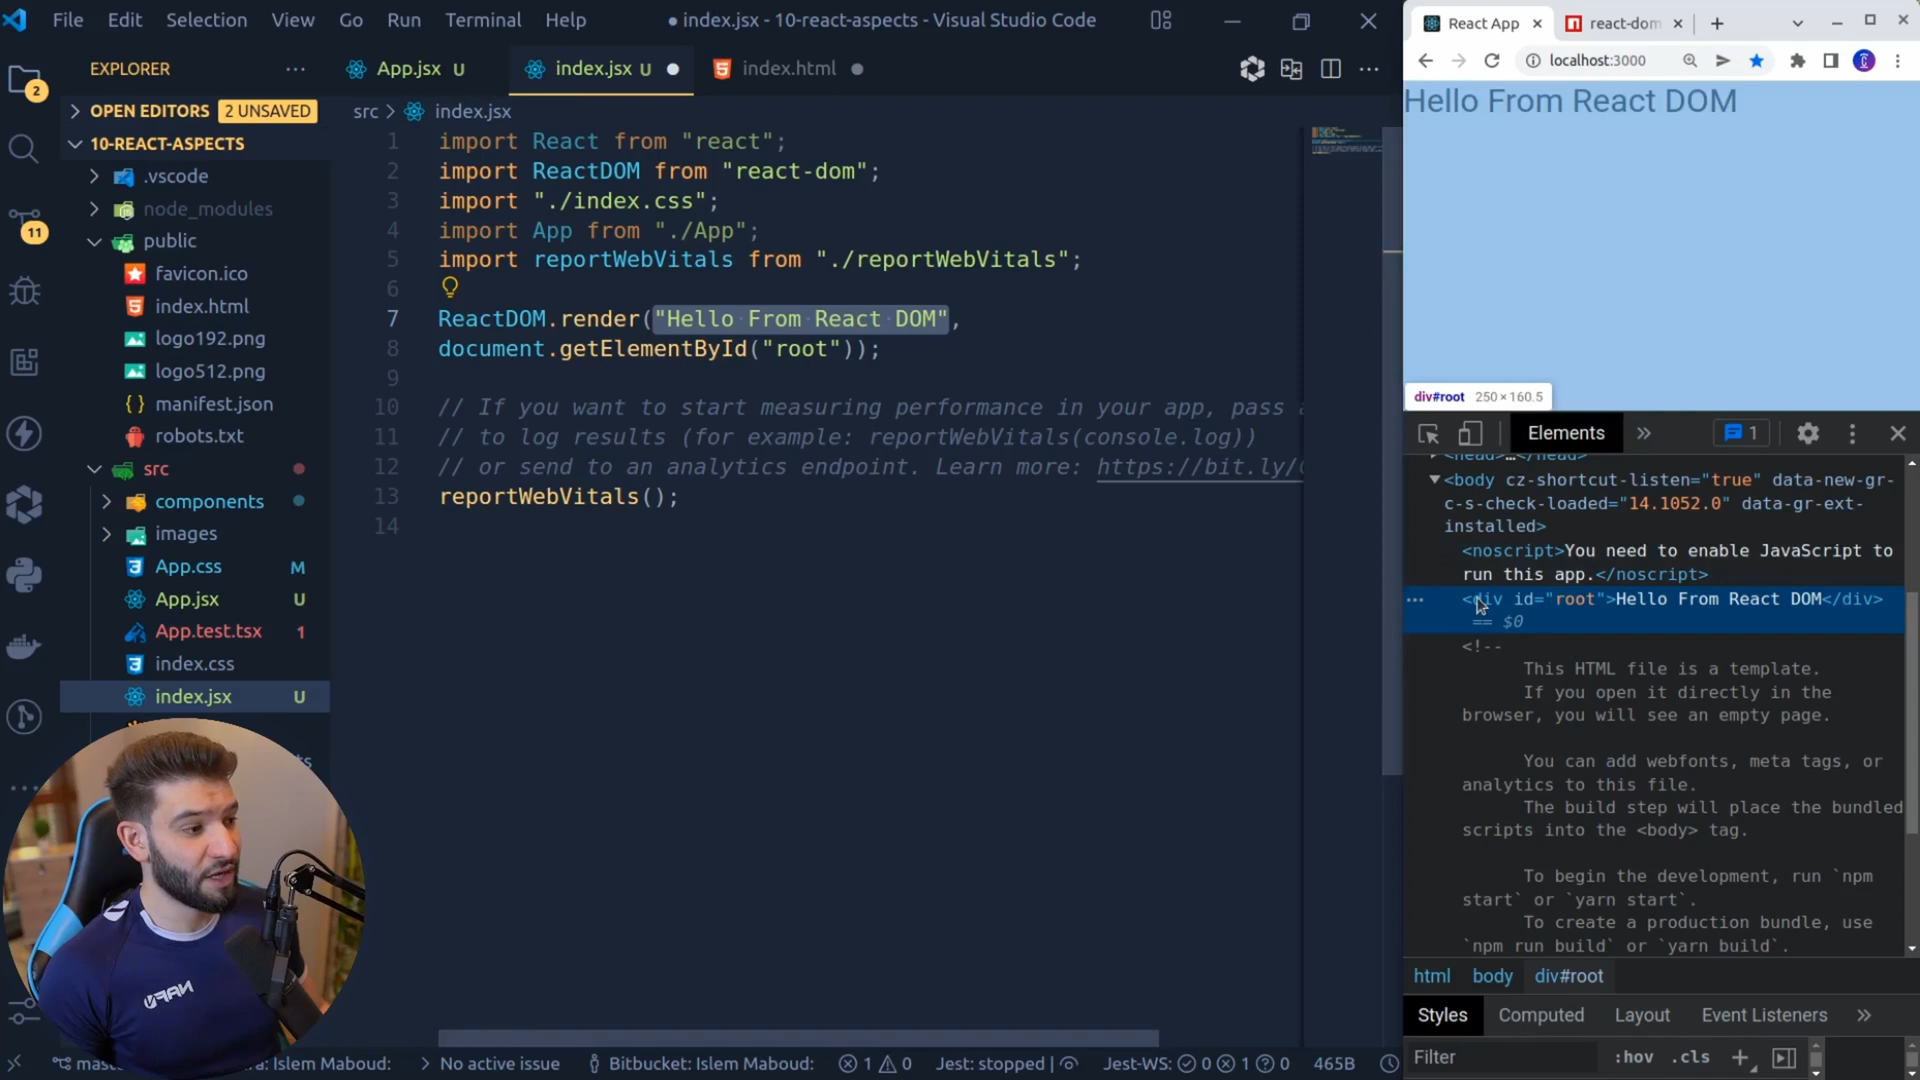 File Edit Selection View Go Run Terminal Help
● index.jsx - 10-react-aspects - Visual Studio Code
EXPLORER
OPEN EDITORS 2 UNSAVED
10-REACT-ASPECTS
.vscode
node_modules
public
favicon.ico
index.html
logo192.png
logo512.png
manifest.json
robots.txt
src
components
images
App.css M
App.jsx U
App.test.tsx 1
index.css
index.jsx U
2
11
App.jsx U
index.jsx U
index.html
src > index.jsx
1 import React from "react";
2 import ReactDOM from "react-dom";
3 import "./index.css";
4 import App from "./App";
5 import reportWebVitals from "./reportWebVitals";
6
7 ReactDOM.render("Hello From React DOM",
8 document.getElementById("root"));
9
10 // If you want to start measuring performance in your app, pass
11 // to log results (for example: reportWebVitals(console.log))
12 // or send to an analytics endpoint. Learn more: https://bit.ly/
13 reportWebVitals();
14
Islem Maboud:
No active issue
Bitbucket: Islem Maboud:
1 0
Jest: stopped
Jest-WS: 0 1 0
465B
React App
react-dom
localhost:3000
Hello From React DOM
div#root 250 × 160.5
Elements
1
<head>…</head>
<body cz-shortcut-listen="true" data-new-gr-
c-s-check-loaded="14.1052.0" data-gr-ext-
installed>
<noscript>You need to enable JavaScript to
run this app.</noscript>
<div id="root">Hello From React DOM</div>
== $0
<!--
This HTML file is a template.
If you open it directly in the
browser, you will see an empty page.
You can add webfonts, meta tags, or
analytics to this file.
The build step will place the bundled
scripts into the <body> tag.
To begin the development, run `npm
start` or `yarn start`.
To create a production bundle, use
`npm run build` or `yarn build`.
html body div#root
Styles Computed Layout Event Listeners
Filter :hov .cls